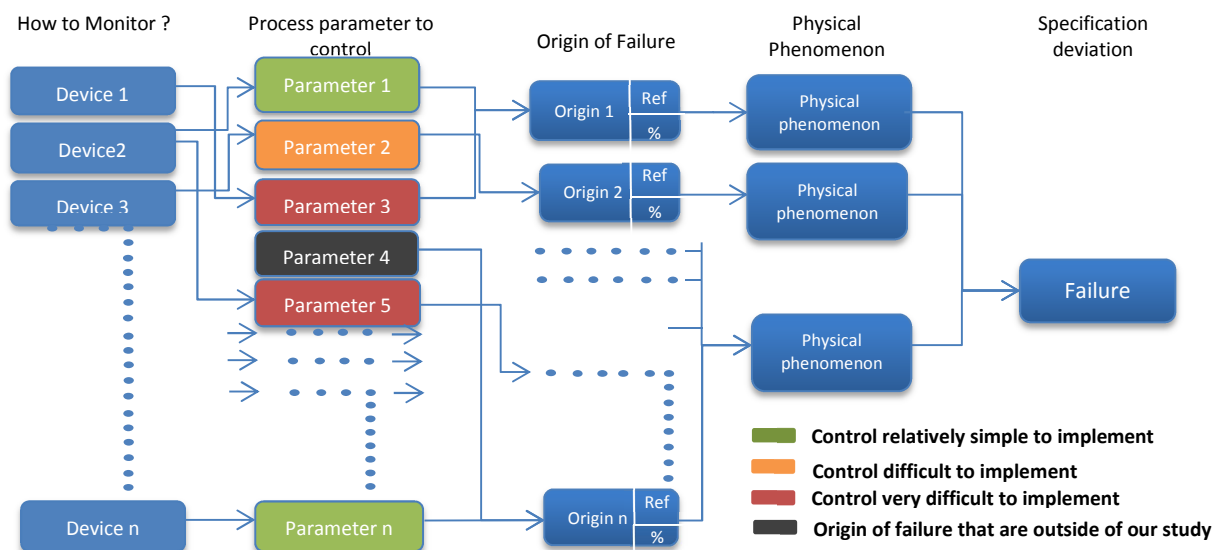 How to Monitor ?
Process parameter to
control
Origin of Failure
Physical
Phenomenon
Specification
deviation
Device 1
Device2
Device 3
Device n
Parameter 1
Parameter 2
Parameter 3
Parameter 4
Parameter 5
Parameter n
Origin 1
Ref
%
Origin 2
Ref
%
Origin n
Ref
%
Physical
phenomenon
Physical
phenomenon
Physical
phenomenon
Failure
Control relatively simple to implement
Control difficult to implement
Control very difficult to implement
Origin of failure that are outside of our study